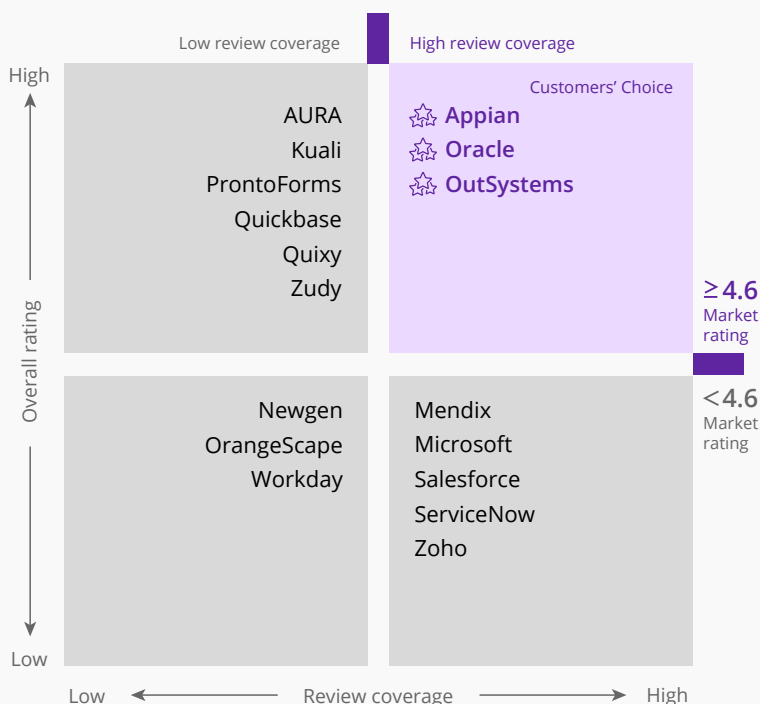 Low review coverage
High review coverage
High
Customers’ Choice
AURA
Kuali
ProntoForms
Quickbase
Quixy
Zudy
Appian
Oracle
OutSystems
≥4.6
Market
rating
Overall rating
<4.6
Market
rating
Newgen
OrangeScape
Workday
Mendix
Microsoft
Salesforce
ServiceNow
Zoho
Low
Low
Review coverage
High